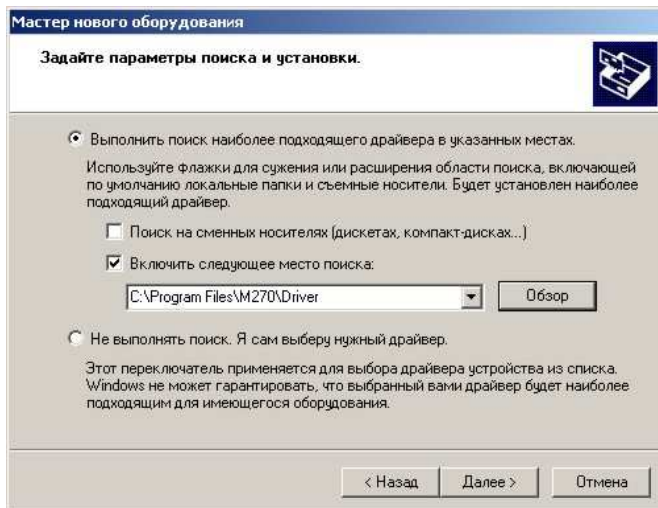 Мастер нового оборудования
Задайте параметры поиска и установки.
Выполнить поиск наиболее подходящего драйвера в указанных местах.
Используйте флажки для сужения или расширения области поиска, включающей
по умолчанию локальные папки и съемные носители. Будет установлен наиболее
подходящий драйвер.
Поиск на сменных носителях (дискетах, компакт-дисках...)
Включить следующее место поиска:
C:\Program Files\M270\Driver
Обзор
Не выполнять поиск. Я сам выберу нужный драйвер.
Этот переключатель применяется для выбора драйвера устройства из списка.
Windows не может гарантировать, что выбранный вами драйвер будет наиболее
подходящим для имеющегося оборудования.
< Назад Далее > Отмена